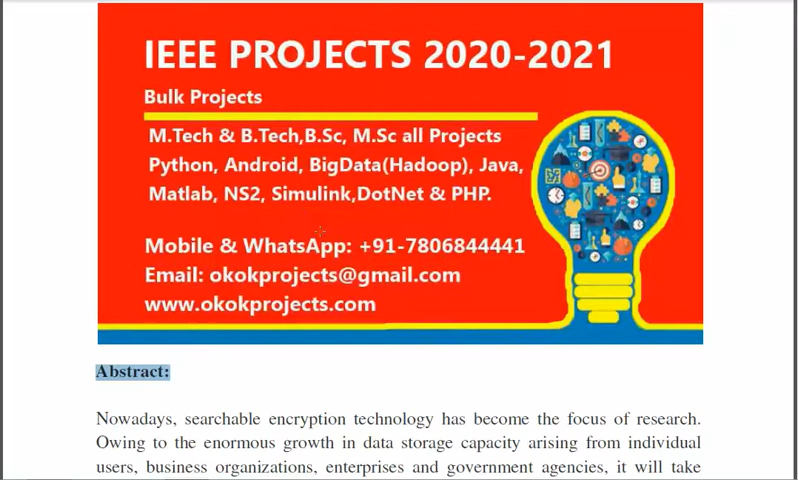 IEEE PROJECTS 2020-2021
Bulk Projects
M.Tech & B.Tech,B.Sc, M.Sc all Projects
Python, Android, BigData(Hadoop), Java,
Matlab, NS2, Simulink,DotNet & PHP.
Mobile & WhatsApp: +91-7806844441
Email: okokprojects@gmail.com
www.okokprojects.com
Abstract:
Nowadays, searchable encryption technology has become the focus of research.
Owing to the enormous growth in data storage capacity arising from individual
users, business organizations, enterprises and government agencies, it will take